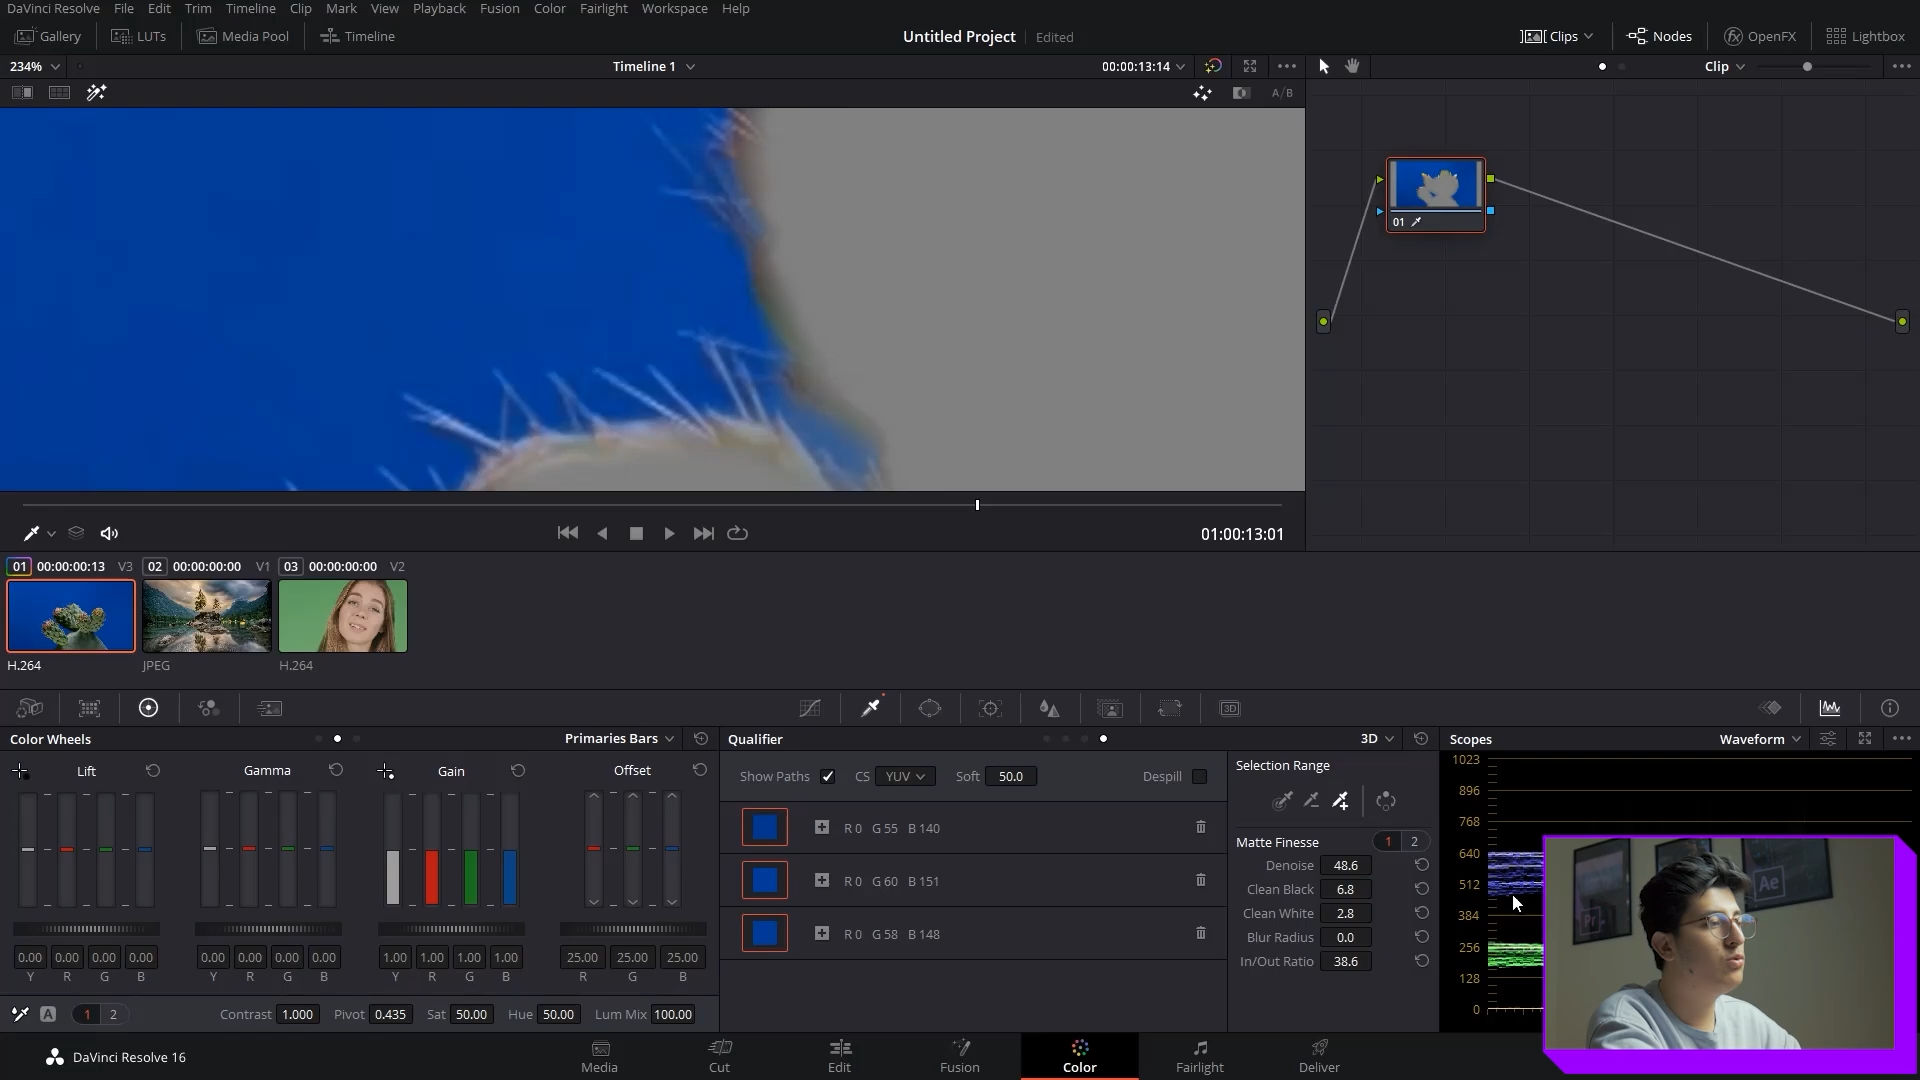 DaVinci Resolve File Edit Trim Timeline Clip Mark View Playback Fusion Color Fairlight Workspace Help
Gallery LUTs Media Pool Timeline Untitled Project Edited Clips Nodes OpenFX Lightbox
234% Timeline 1 00:00:13:14 Clip
A/B
01
01:00:13:01
01 00:00:00:13 V3 02 00:00:00:00 V1 03 00:00:00:00 V2
H.264 JPEG H.264
3D
Color Wheels Primaries Bars Qualifier 3D Scopes Waveform
Lift Gamma Gain Offset
Show Paths CS YUV Soft 50.0 Despill
R 0 G 55 B 140
R 0 G 60 B 151
R 0 G 58 B 148
Selection Range
Matte Finesse 1 2
Denoise 48.6
Clean Black 6.8
Clean White 2.8
Blur Radius 0.0
In/Out Ratio 38.6
1023
896
768
640
512
384
256
128
0
Ae
Pr
0.00 0.00 0.00 0.00 0.00 0.00 0.00 0.00 1.00 1.00 1.00 1.00 25.00 25.00 25.00
Y R G B Y R G B Y R G B R G B
A 1 2 Contrast 1.000 Pivot 0.435 Sat 50.00 Hue 50.00 Lum Mix 100.00
DaVinci Resolve 16 Media Cut Edit Fusion Color Fairlight Deliver